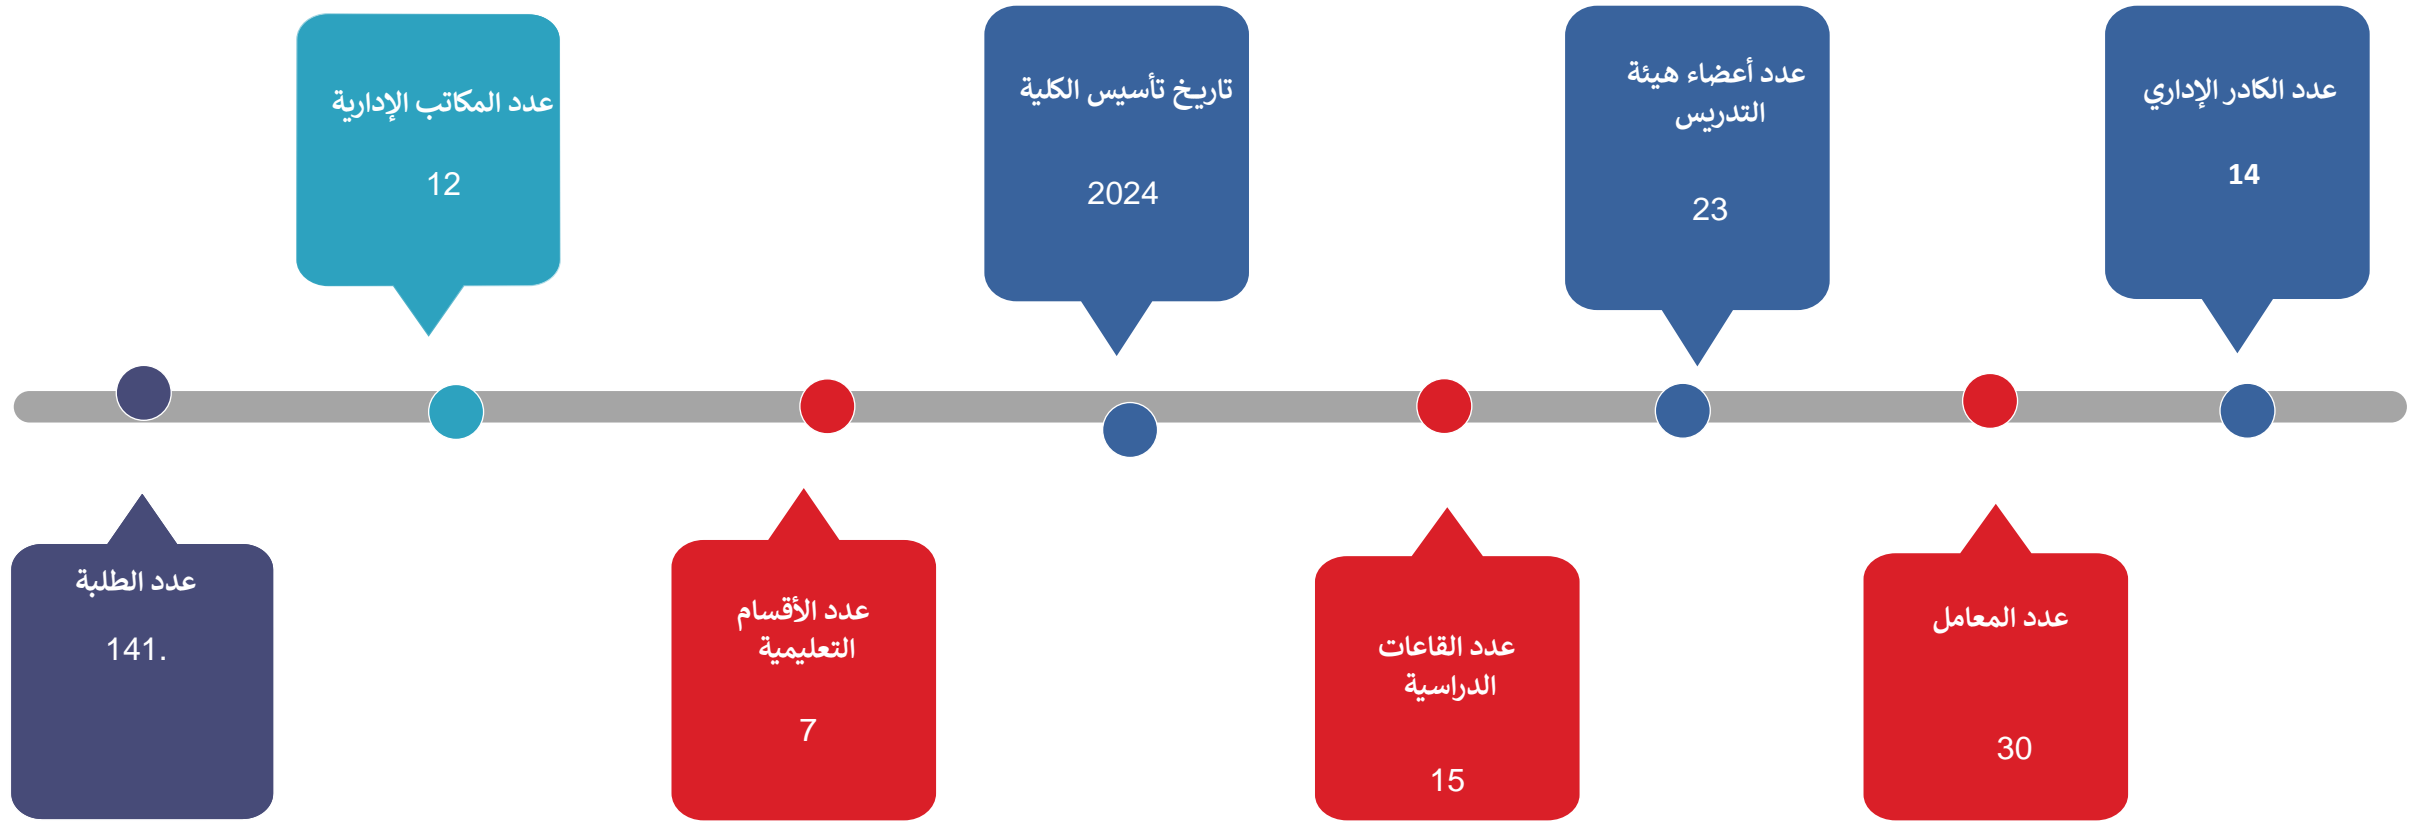 عدد الكادر الإداري
14
عدد أعضاء هيئة
التدريس
23
تاريخ تأسيس الكلية
2024
عدد المكاتب الإدارية
12
عدد المعامل
30
عدد القاعات
الدراسية
15
عدد الأقسام
التعليمية
7
عدد الطلبة
141.